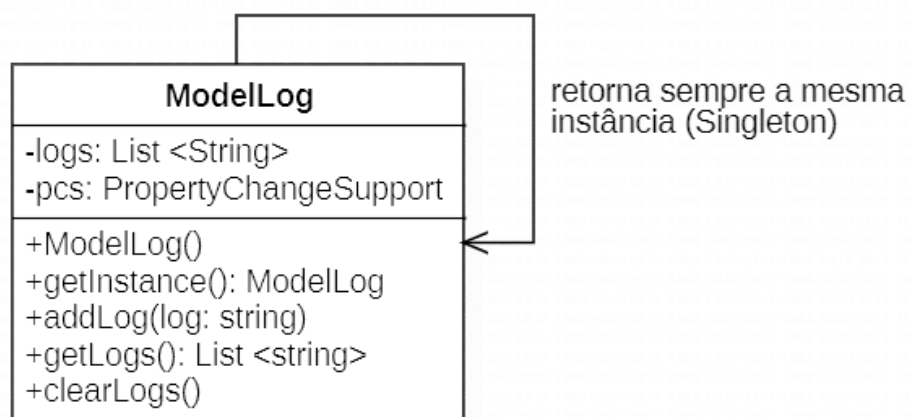 ModelLog
retorna sempre a mesma
instância (Singleton)
-logs: List <String>
-pcs: PropertyChangeSupport
+ModelLog()
+getInstance(): ModelLog
+addLog(log: string)
+getLogs(): List <string>
+clearLogs()